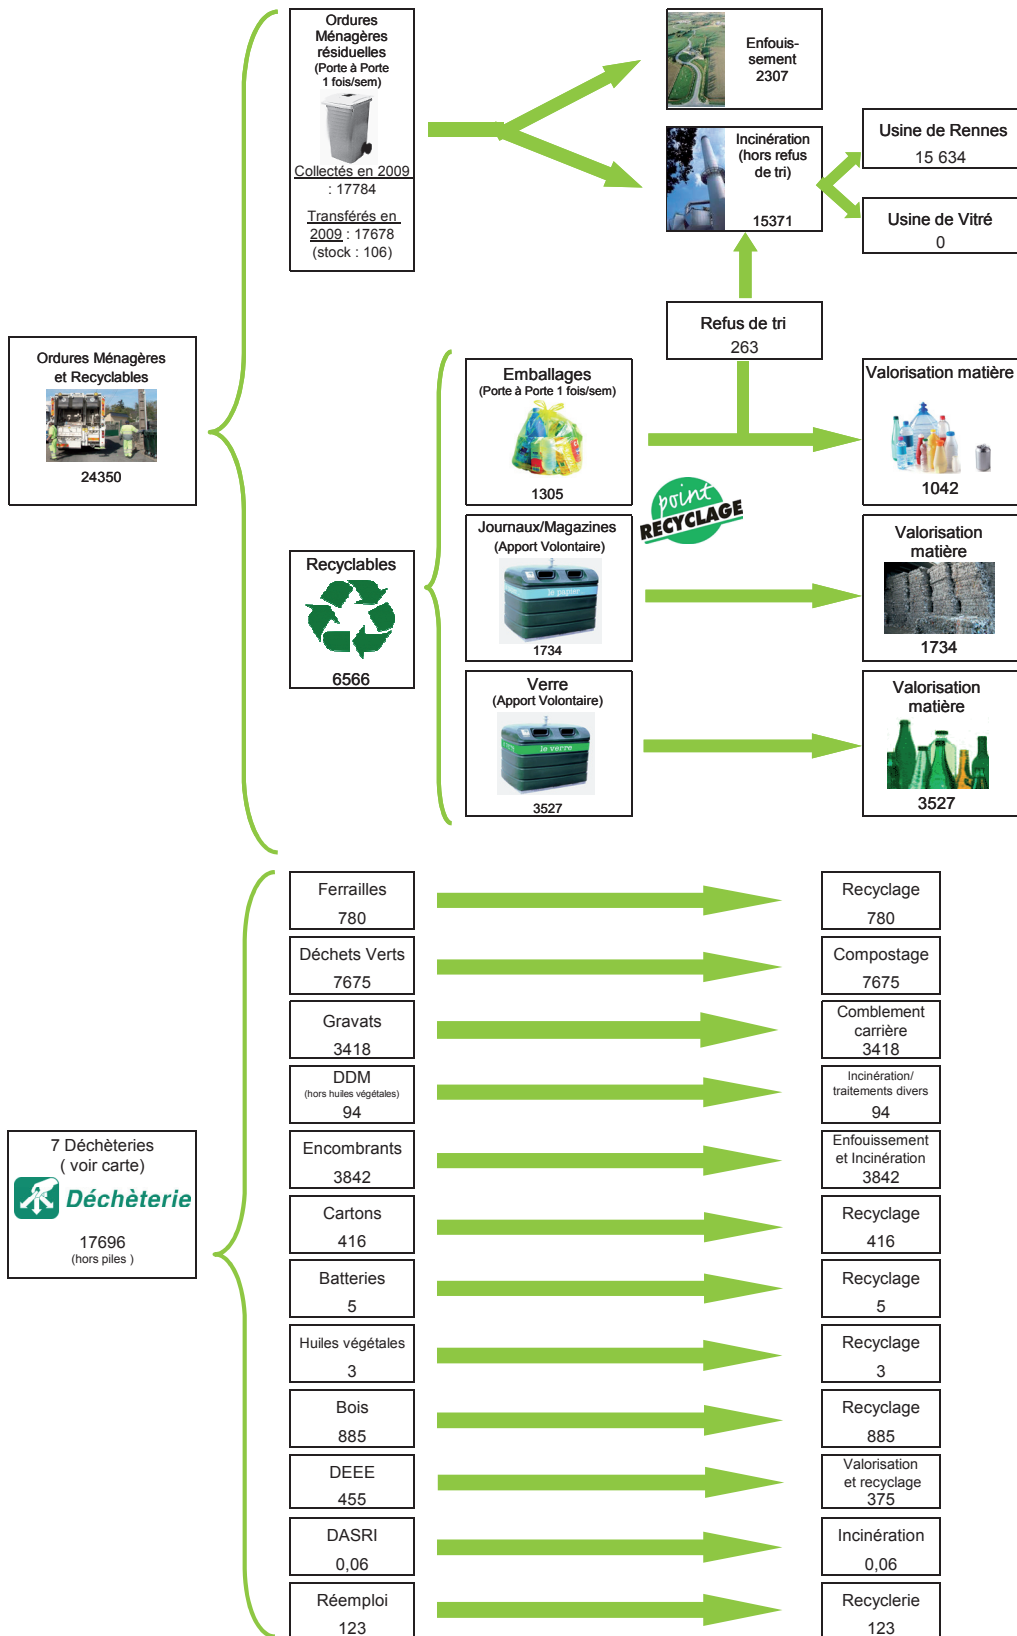 Ordures
Ménagères
résiduelles
(Porte à Porte
1 fois/sem)
Collectés en 2009
: 17784
Transférés en
2009 : 17678
(stock : 106)
Enfouis-
sement
2307
Incinération
(hors refus
de tri)
15371
Usine de Rennes
15 634
Usine de Vitré
0
Refus de tri
263
Ordures Ménagères
et Recyclables
24350
Recyclables
6566
Emballages
(Porte à Porte 1 fois/sem)
1305
Valorisation matière
1042
point
RECYCLAGE
Journaux/Magazines
(Apport Volontaire)
le papier
1734
Valorisation
matière
1734
Verre
(Apport Volontaire)
le verre
3527
Valorisation
matière
3527
7 Déchèteries
( voir carte)
Déchèterie
17696
(hors piles )
Ferrailles
780
Recyclage
780
Déchets Verts
7675
Compostage
7675
Gravats
3418
Comblement
carrière
3418
DDM
(hors huiles végétales)
94
Incinération/
traitements divers
94
Encombrants
3842
Enfouissement
et Incinération
3842
Cartons
416
Recyclage
416
Batteries
5
Recyclage
5
Huiles végétales
3
Recyclage
3
Bois
885
Recyclage
885
DEEE
455
Valorisation
et recyclage
375
DASRI
0,06
Incinération
0,06
Réemploi
123
Recyclerie
123